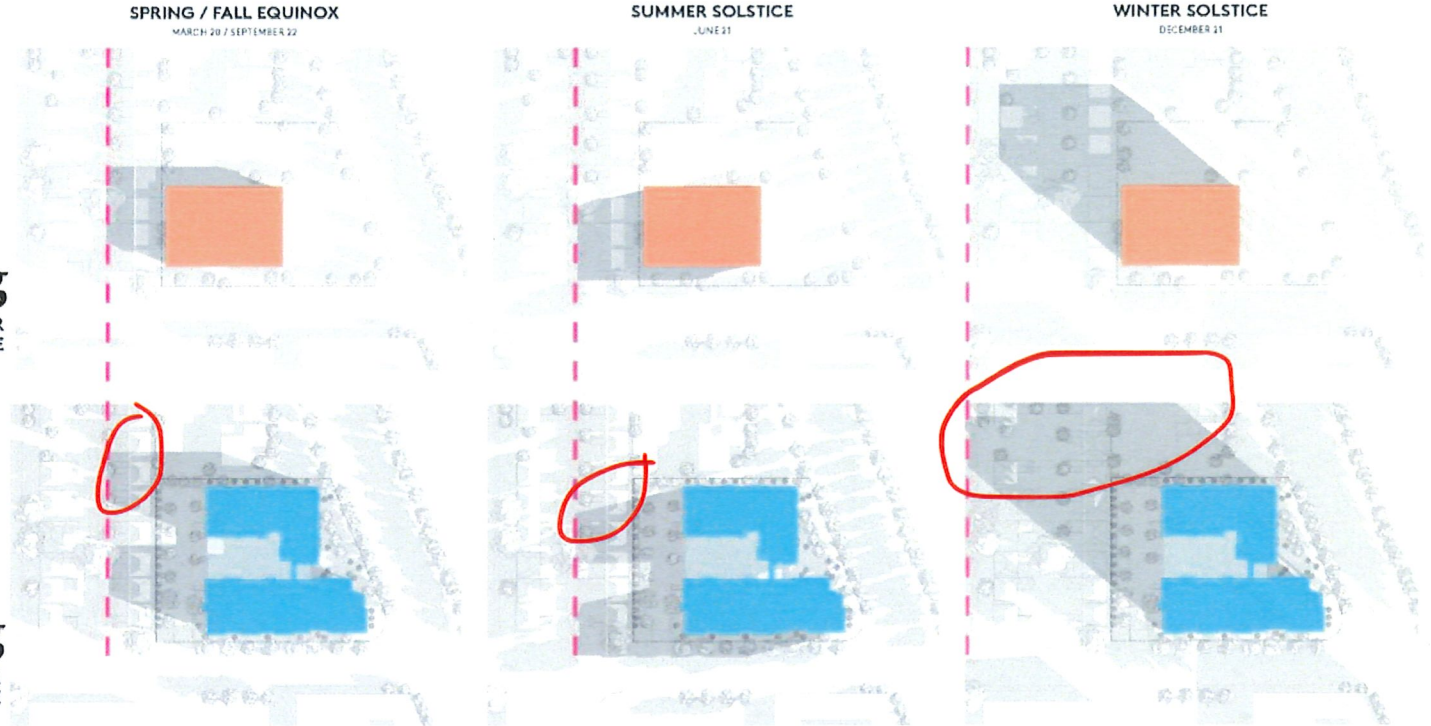 SPRING / FALL EQUINOX
MARCH 20 / SEPTEMBER 22
SUMMER SOLSTICE
JUNE 21
WINTER SOLSTICE
DECEMBER 21